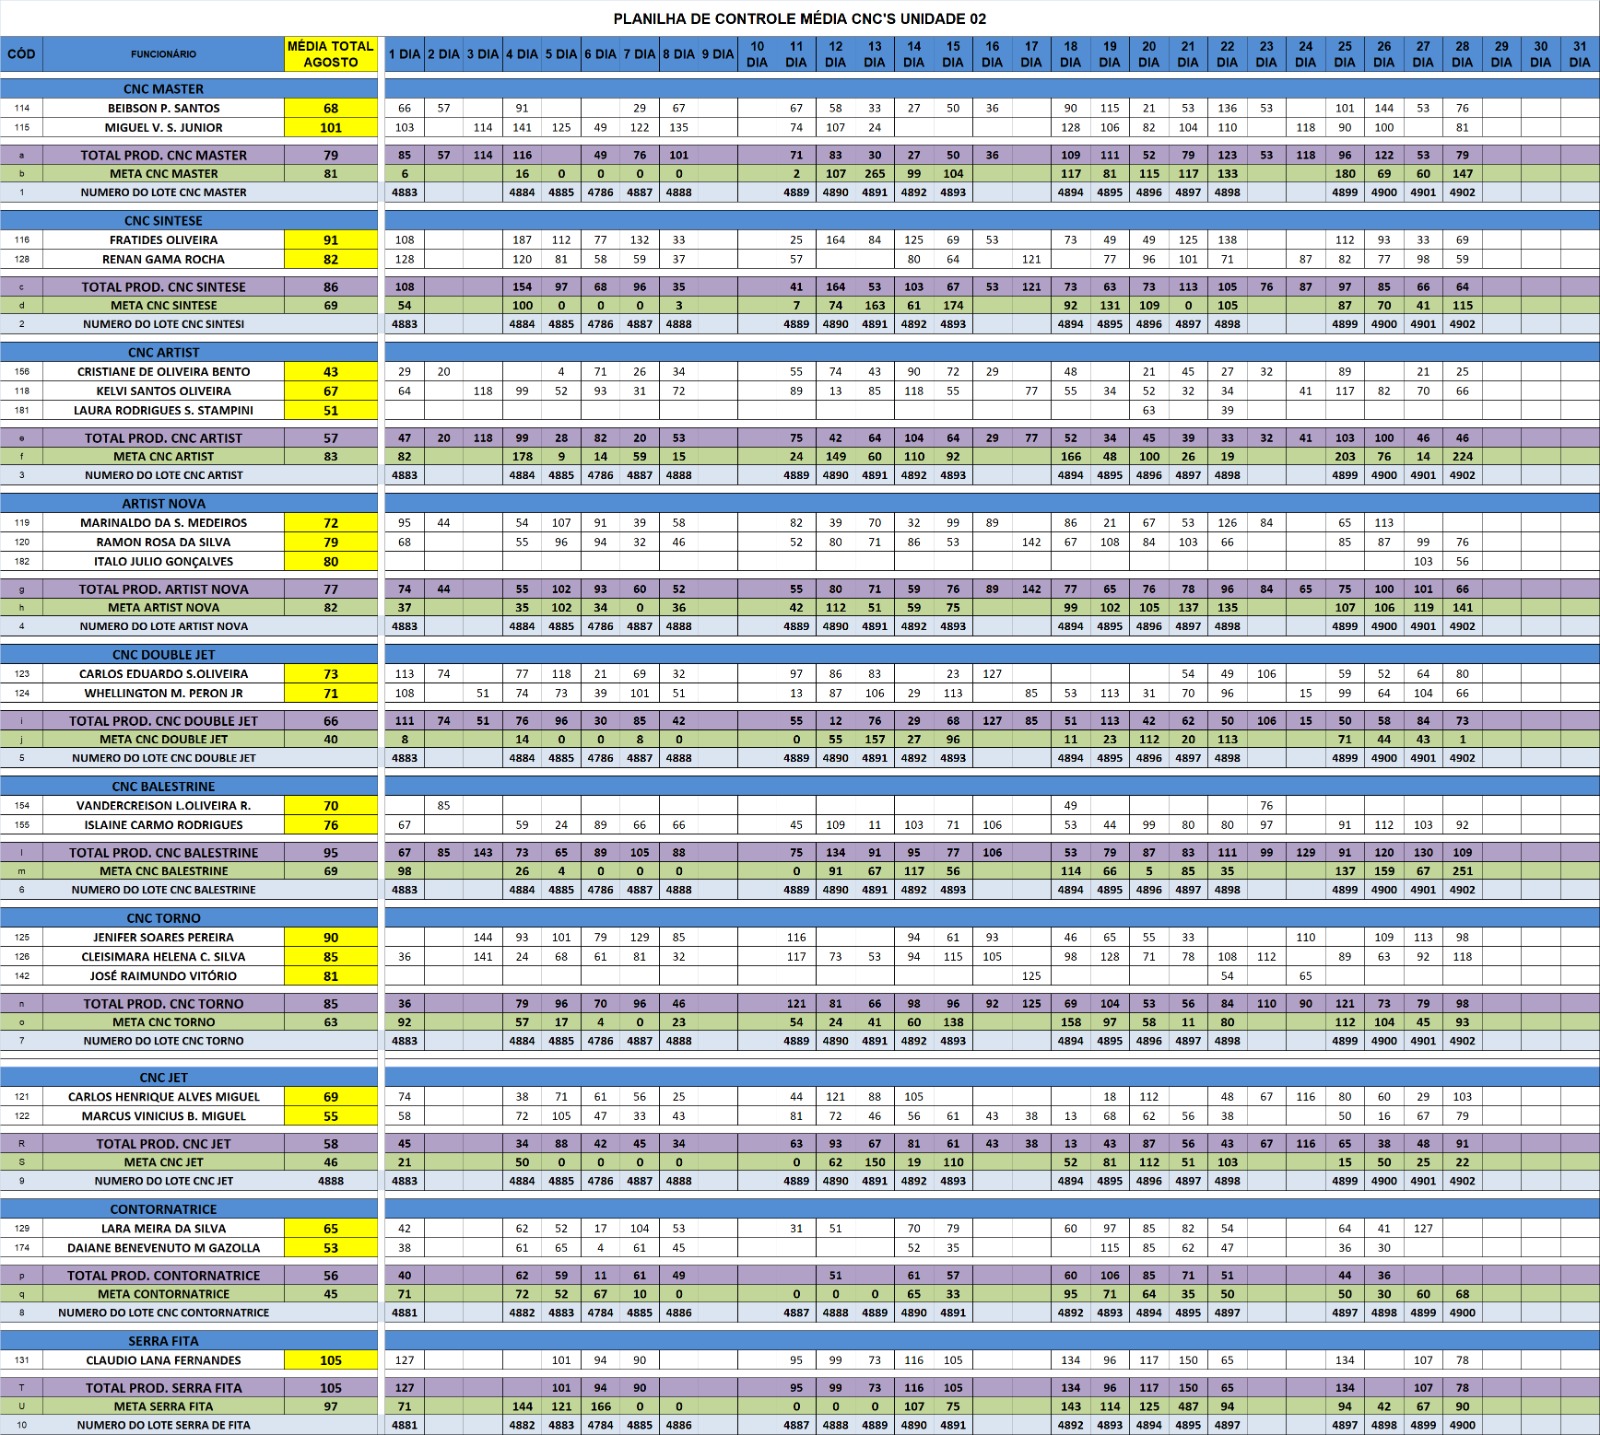 PLANILHA DE CONTROLE MÉDIA CNC'S UNIDADE 02
CÓD FUNCIONÁRIO MÉDIA TOTAL AGOSTO 1 DIA 2 DIA 3 DIA 4 DIA 5 DIA 6 DIA 7 DIA 8 DIA 9 DIA 10 DIA 11 DIA 12 DIA 13 DIA 14 DIA 15 DIA 16 DIA 17 DIA 18 DIA 19 DIA 20 DIA 21 DIA 22 DIA 23 DIA 24 DIA 25 DIA 26 DIA 27 DIA 28 DIA 29 DIA 30 DIA 31 DIA
CNC MASTER
114 BEIBSON P. SANTOS 68 66 57 91 29 67 67 58 33 27 50 36 90 115 21 53 136 53 101 144 53 76
115 MIGUEL V. S. JUNIOR 101 103 114 141 125 49 122 135 74 107 24 128 106 82 104 110 118 90 100 81
a TOTAL PROD. CNC MASTER 79 85 57 114 116 49 76 101 71 83 30 27 50 36 109 111 52 79 123 53 118 96 122 53 79
b META CNC MASTER 81 6 16 0 0 0 0 2 107 265 99 104 117 81 115 117 133 180 69 60 147
1 NUMERO DO LOTE CNC MASTER 4883 4884 4885 4786 4887 4888 4889 4890 4891 4892 4893 4894 4895 4896 4897 4898 4899 4900 4901 4902
CNC SINTESE
116 FRATIDES OLIVEIRA 91 108 187 112 77 132 33 25 164 84 125 69 53 73 49 49 125 138 112 93 33 69
128 RENAN GAMA ROCHA 82 128 120 81 58 59 37 57 80 64 121 77 96 101 71 87 82 77 98 59
c TOTAL PROD. CNC SINTESE 86 108 154 97 68 96 35 41 164 53 103 67 53 121 73 63 73 113 105 76 87 97 85 66 64
d META CNC SINTESE 69 54 100 0 0 0 3 7 74 163 61 174 92 131 109 0 105 87 70 41 115
2 NUMERO DO LOTE CNC SINTESI 4883 4884 4885 4786 4887 4888 4889 4890 4891 4892 4893 4894 4895 4896 4897 4898 4899 4900 4901 4902
CNC ARTIST
156 CRISTIANE DE OLIVEIRA BENTO 43 29 20 4 71 26 34 55 74 43 90 72 29 48 21 45 27 32 89 21 25
118 KELVI SANTOS OLIVEIRA 67 64 118 99 52 93 31 72 89 13 85 118 55 77 55 34 52 32 34 41 117 82 70 66
181 LAURA RODRIGUES S. STAMPINI 51 63 39
e TOTAL PROD. CNC ARTIST 57 47 20 118 99 28 82 20 53 75 42 64 104 64 29 77 52 34 45 39 33 32 41 103 100 46 46
f META CNC ARTIST 83 82 178 9 14 59 15 24 149 60 110 92 166 48 100 26 19 203 76 14 224
3 NUMERO DO LOTE CNC ARTIST 4883 4884 4885 4786 4887 4888 4889 4890 4891 4892 4893 4894 4895 4896 4897 4898 4899 4900 4901 4902
ARTIST NOVA
119 MARINALDO DA S. MEDEIROS 72 95 44 54 107 91 39 58 82 39 70 32 99 89 86 21 67 53 126 84 65 113
120 RAMON ROSA DA SILVA 79 68 55 96 94 32 46 52 80 71 86 53 142 67 108 84 103 66 85 87 99 76
182 ITALO JULIO GONÇALVES 80 103 56
g TOTAL PROD. ARTIST NOVA 77 74 44 55 102 93 60 52 55 80 71 59 76 89 142 77 65 76 78 96 84 65 75 100 101 66
h META ARTIST NOVA 82 37 35 102 34 0 36 42 112 51 59 75 99 102 105 137 135 107 106 119 141
4 NUMERO DO LOTE ARTIST NOVA 4883 4884 4885 4786 4887 4888 4889 4890 4891 4892 4893 4894 4895 4896 4897 4898 4899 4900 4901 4902
CNC DOUBLE JET
123 CARLOS EDUARDO S.OLIVEIRA 73 113 74 77 118 21 69 32 97 86 83 23 127 54 49 106 59 52 64 80
124 WHELLINGTON M. PERON JR 71 108 51 74 73 39 101 51 13 87 106 29 113 85 53 113 31 70 96 15 99 64 104 66
i TOTAL PROD. CNC DOUBLE JET 66 111 74 51 76 96 30 85 42 55 12 76 29 68 127 85 51 113 42 62 50 106 15 50 58 84 73
j META CNC DOUBLE JET 40 8 14 0 0 8 0 0 55 157 27 96 11 23 112 20 113 71 44 43 1
5 NUMERO DO LOTE CNC DOUBLE JET 4883 4884 4885 4786 4887 4888 4889 4890 4891 4892 4893 4894 4895 4896 4897 4898 4899 4900 4901 4902
CNC BALESTRINE
154 VANDERCREISON L.OLIVEIRA R. 70 85 49 76
155 ISLAINE CARMO RODRIGUES 76 67 59 24 89 66 66 45 109 11 103 71 106 53 44 99 80 80 97 91 112 103 92
l TOTAL PROD. CNC BALESTRINE 95 67 85 143 73 65 89 105 88 75 134 91 95 77 106 53 79 87 83 111 99 129 91 120 130 109
m META CNC BALESTRINE 69 98 26 4 0 0 0 0 91 67 117 56 114 66 5 85 35 137 159 67 251
6 NUMERO DO LOTE CNC BALESTRINE 4883 4884 4885 4786 4887 4888 4889 4890 4891 4892 4893 4894 4895 4896 4897 4898 4899 4900 4901 4902
CNC TORNO
125 JENIFER SOARES PEREIRA 90 144 93 101 79 129 85 116 94 61 93 46 65 55 33 110 109 113 98
126 CLEISIMARA HELENA C. SILVA 85 36 141 24 68 61 81 32 117 73 53 94 115 105 98 128 71 78 108 112 89 63 92 118
142 JOSÉ RAIMUNDO VITÓRIO 81 125 54 65
n TOTAL PROD. CNC TORNO 85 36 79 96 70 96 46 121 81 66 98 96 92 125 69 104 53 56 84 110 90 121 73 79 98
o META CNC TORNO 63 92 57 17 4 0 23 54 24 41 60 138 158 97 58 11 80 112 104 45 93
7 NUMERO DO LOTE CNC TORNO 4883 4884 4885 4786 4887 4888 4889 4890 4891 4892 4893 4894 4895 4896 4897 4898 4899 4900 4901 4902
CNC JET
121 CARLOS HENRIQUE ALVES MIGUEL 69 74 38 71 61 56 25 44 121 88 105 18 112 48 67 116 80 60 29 103
122 MARCUS VINICIUS B. MIGUEL 55 58 72 105 47 33 43 81 72 46 56 61 43 38 13 68 62 56 38 50 16 67 79
R TOTAL PROD. CNC JET 58 45 34 88 42 45 34 63 93 67 81 61 43 38 13 43 87 56 43 67 116 65 38 48 91
S META CNC JET 46 21 50 0 0 0 0 0 62 150 19 110 52 81 112 51 103 15 50 25 22
9 NUMERO DO LOTE CNC JET 4888 4883 4884 4885 4786 4887 4888 4889 4890 4891 4892 4893 4894 4895 4896 4897 4898 4899 4900 4901 4902
CONTORNATRICE
129 LARA MEIRA DA SILVA 65 42 62 52 17 104 53 31 51 70 79 60 97 85 82 54 64 41 127
174 DAIANE BENEVENUTO M GAZOLLA 53 38 61 65 4 61 45 52 35 115 85 62 47 36 30
p TOTAL PROD. CONTORNATRICE 56 40 62 59 11 61 49 51 61 57 60 106 85 71 51 44 36
q META CONTORNATRICE 45 71 72 52 67 10 0 0 0 0 65 33 95 71 64 35 50 50 30 60 68
8 NUMERO DO LOTE CNC CONTORNATRICE 4881 4882 4883 4784 4885 4886 4887 4888 4889 4890 4891 4892 4893 4894 4895 4897 4897 4898 4899 4900
SERRA FITA
131 CLAUDIO LANA FERNANDES 105 127 101 94 90 95 99 73 116 105 134 96 117 150 65 134 107 78
T TOTAL PROD. SERRA FITA 105 127 101 94 90 95 99 73 116 105 134 96 117 150 65 134 107 78
U META SERRA FITA 97 71 144 121 166 0 0 0 0 0 107 75 143 114 125 487 94 94 42 67 90
10 NUMERO DO LOTE SERRA DE FITA 4881 4882 4883 4784 4885 4886 4887 4888 4889 4890 4891 4892 4893 4894 4895 4897 4897 4898 4899 4900